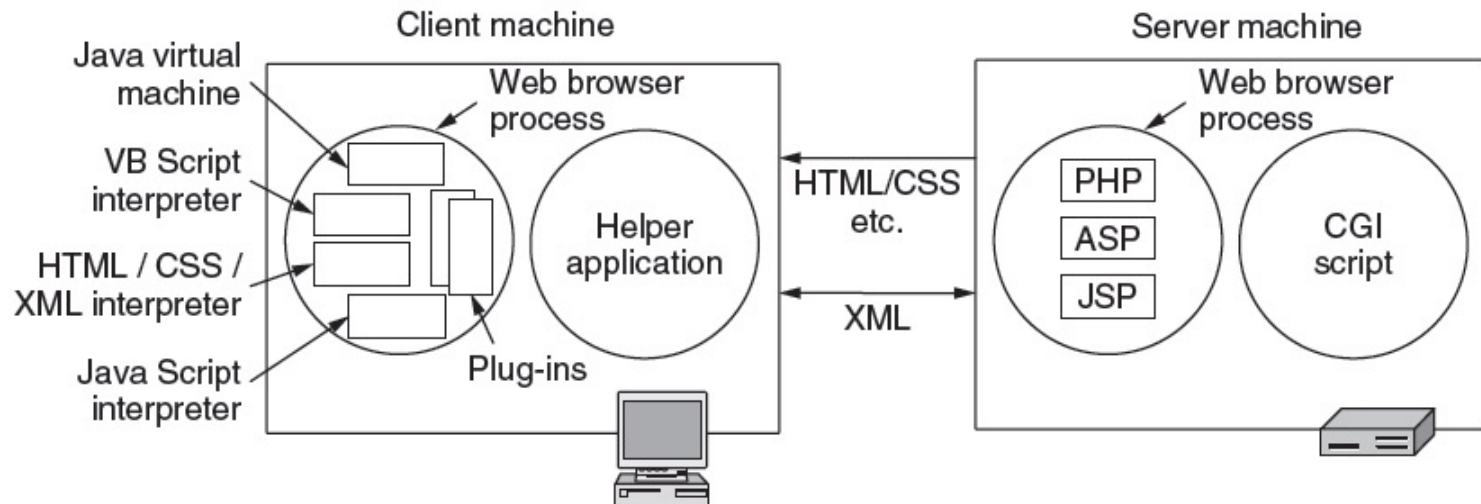 Client machine
Server machine
Java virtual
machine
Web browser
process
VB Script
interpreter
HTML / CSS /
XML interpreter
Java Script
interpreter
Plug-ins
Helper
application
HTML/CSS
etc.
XML
Web browser
process
PHP
ASP
JSP
CGI
script